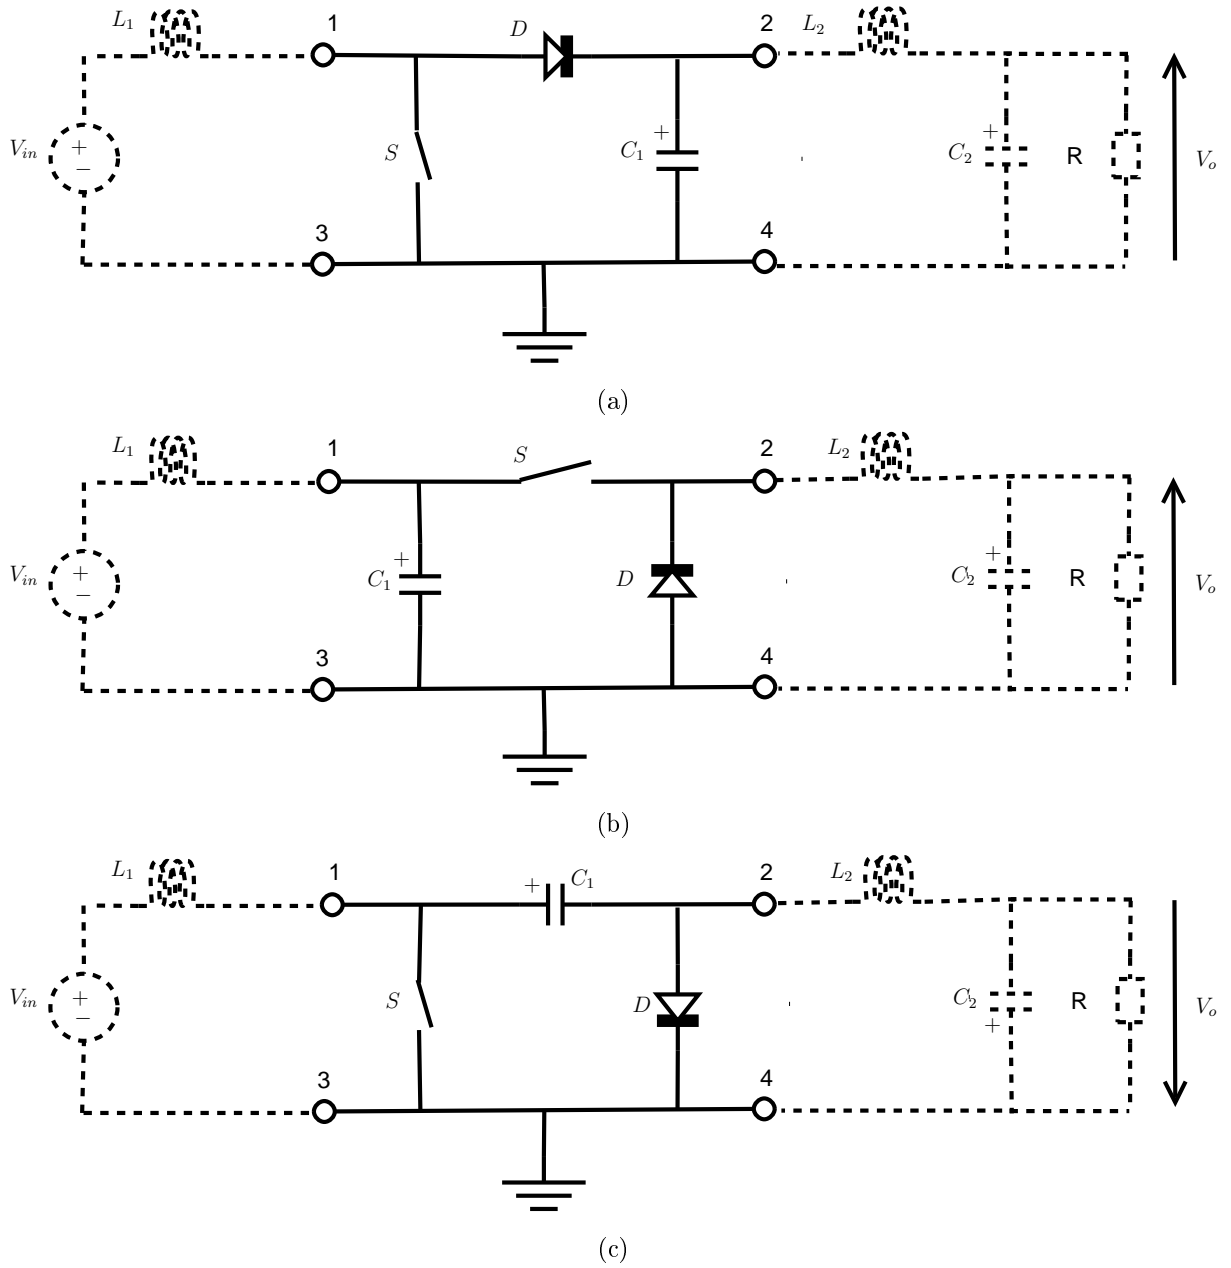 L1 1 D 2 L2
Vin + − S + C1 + C2 R Vo
3 4
(a)
L1 1 S 2 L2
Vin + − + C1 D + C2 R Vo
3 4
(b)
L1 1 + C1 2 L2
Vin + − S D C2 + R Vo
3 4
(c)